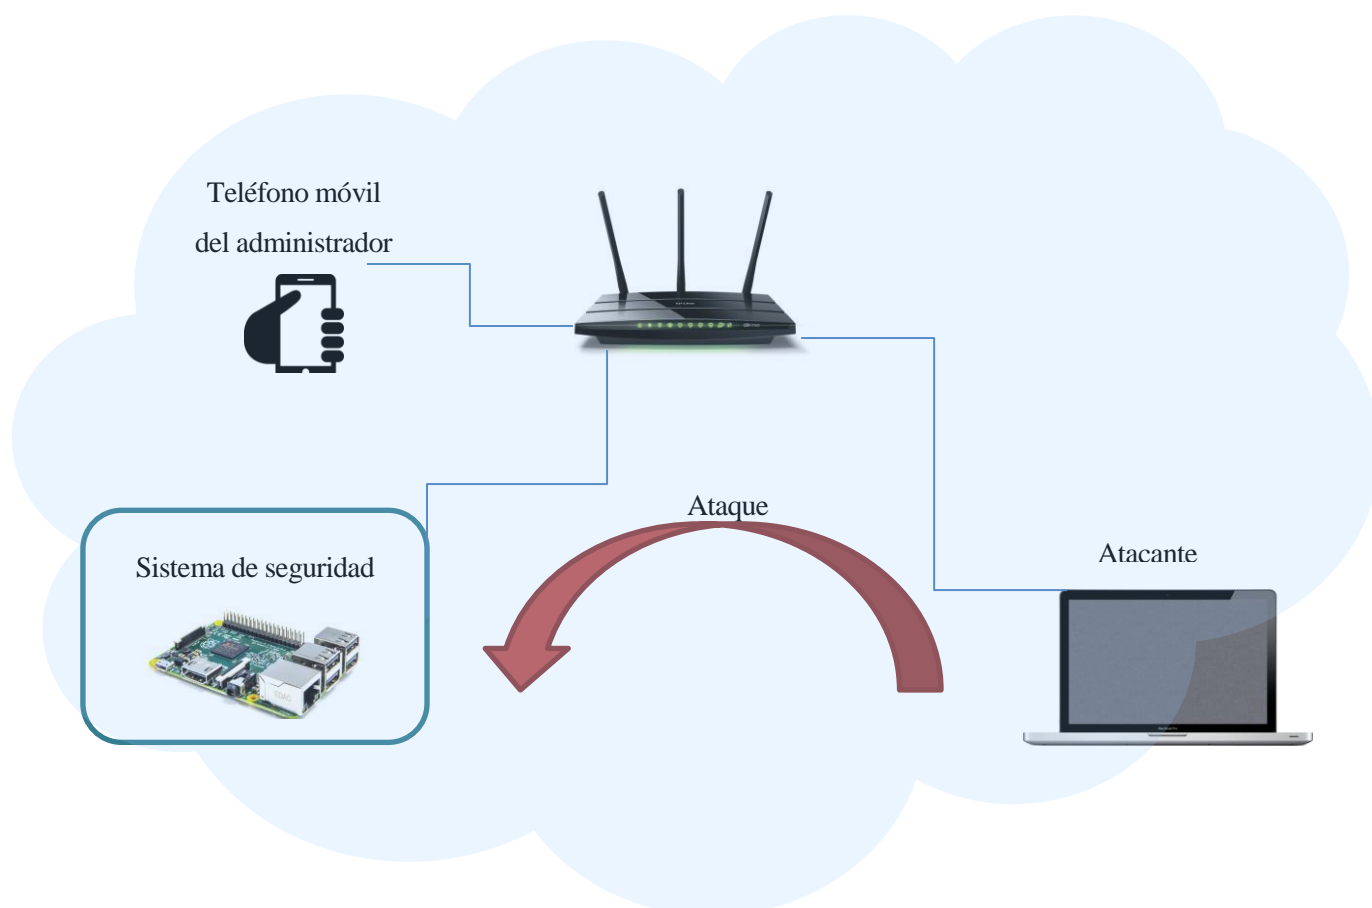 Teléfono móvil
del administrador
Ataque
Atacante
Sistema de seguridad